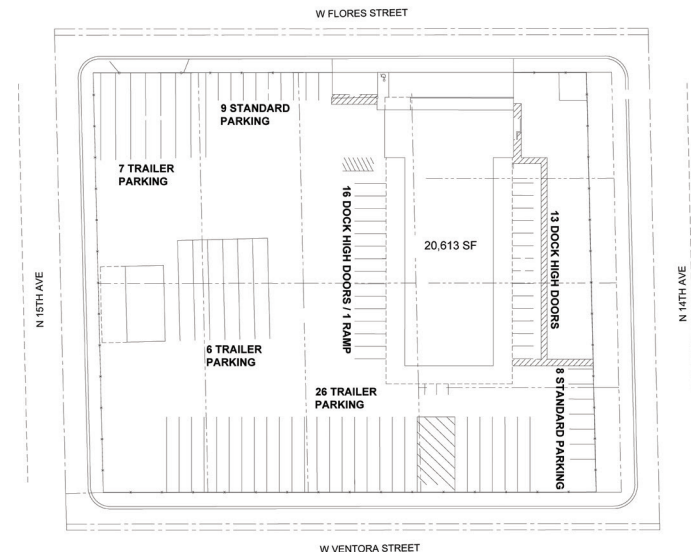 W FLORES STREET
9 STANDARD
PARKING
7 TRAILER
PARKING
16 DOCK HIGH DOORS / 1 RAMP
20,613 SF
13 DOCK HIGH DOORS
N 15TH AVE
N 14TH AVE
6 TRAILER
PARKING
26 TRAILER
PARKING
8 STANDARD PARKING
W VENTORA STREET